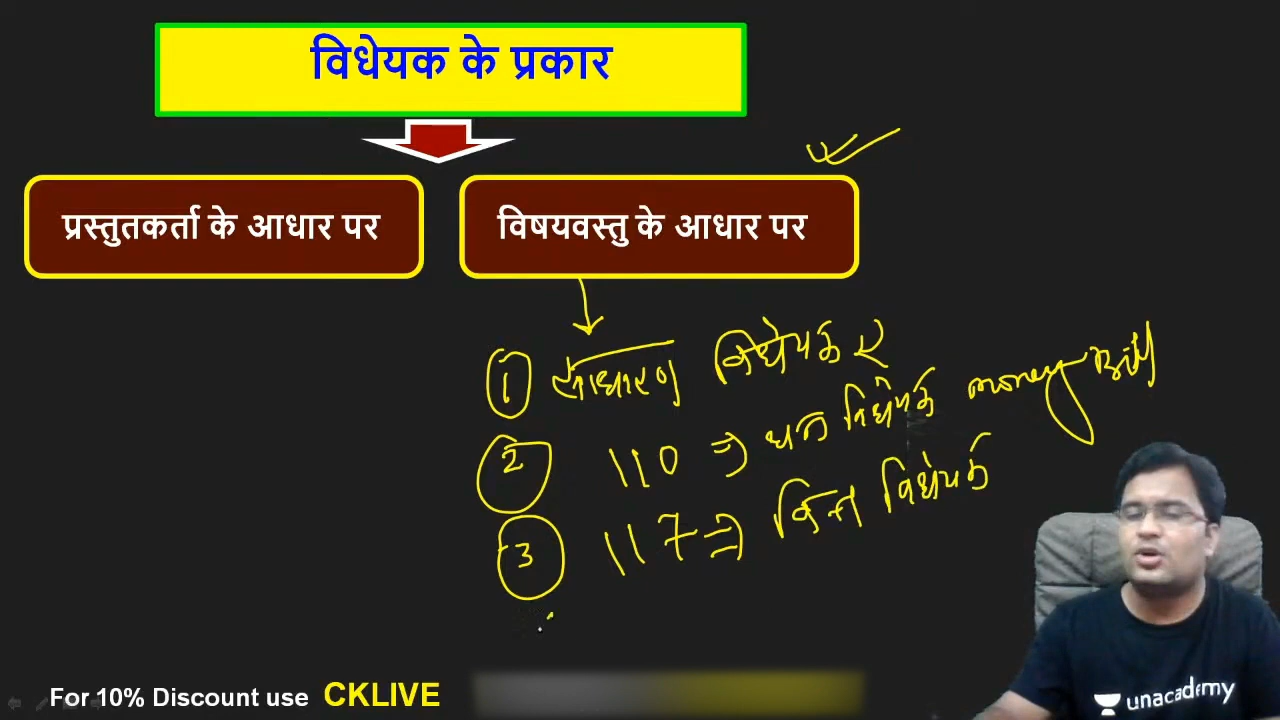 विधेयक के प्रकार
प्रस्तुतकर्ता के आधार पर
विषयवस्तु के आधार पर
1 साधारण विधेयक
2 110 ⇒ धन विधेयक money Bill
3 117 ⇒ वित्त विधेयक
For 10% Discount use CKLIVE
unacademy